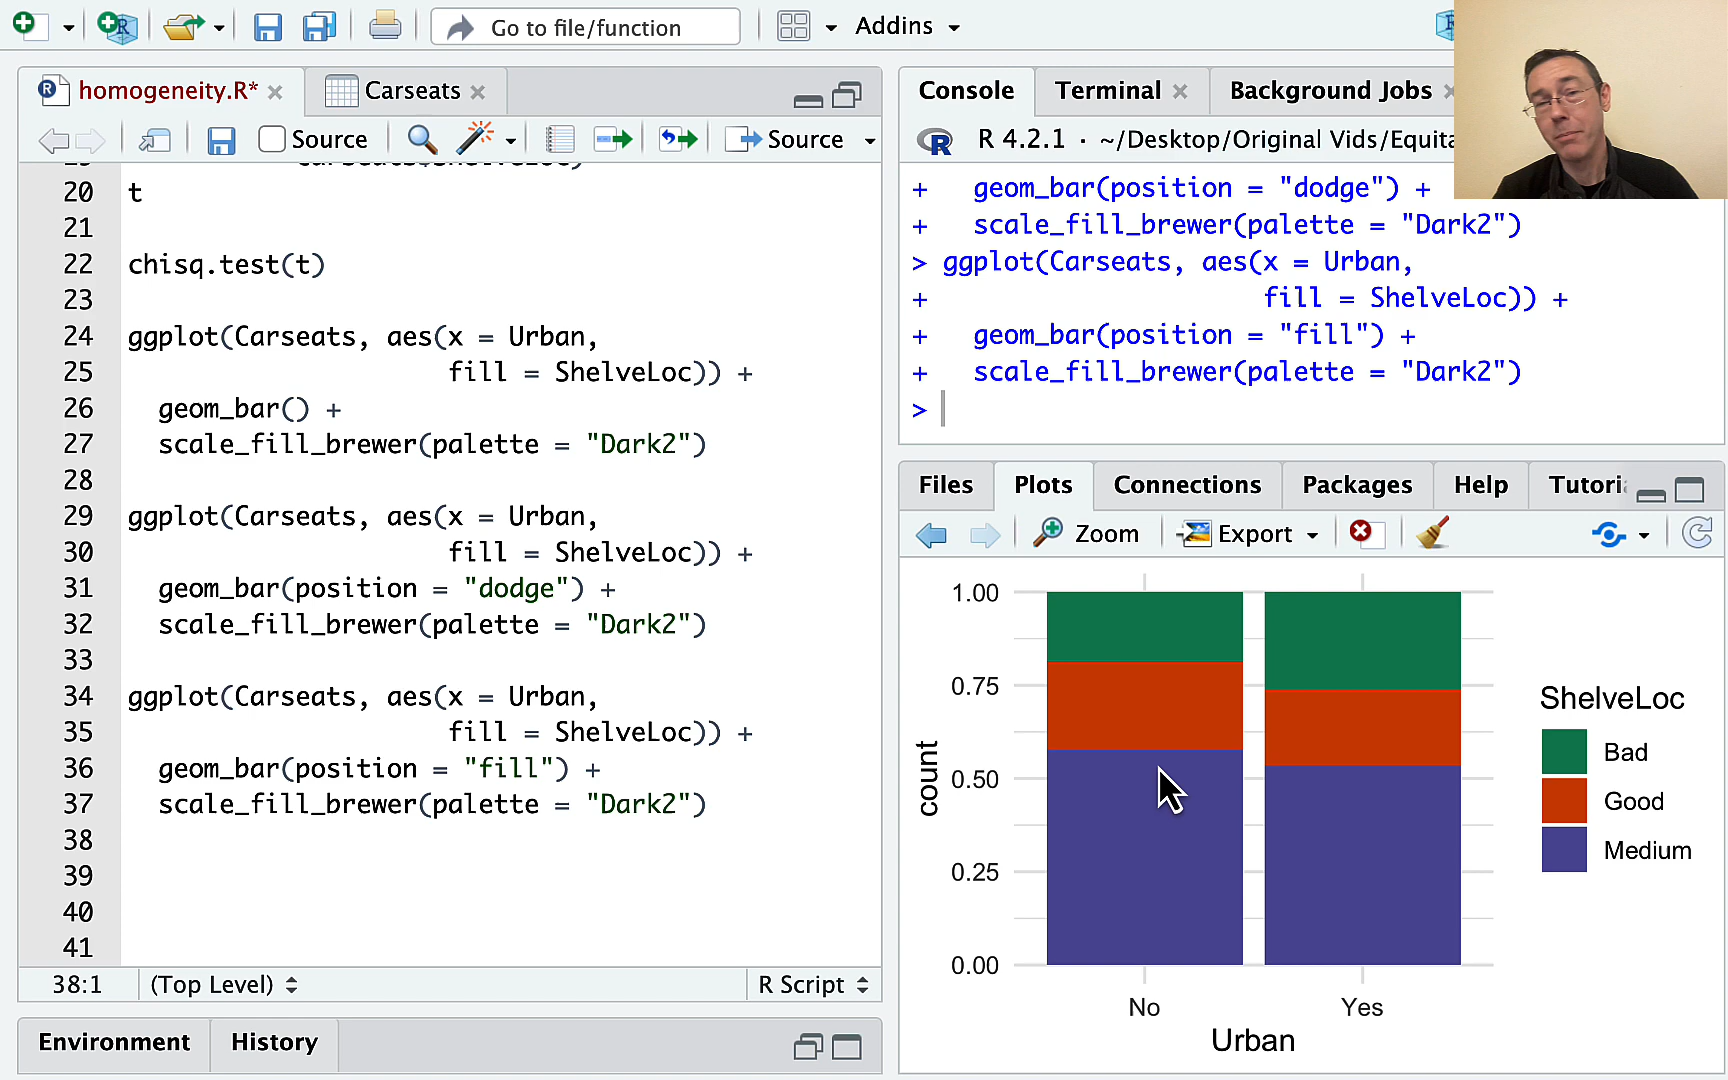 Go to file/function
Addins
homogeneity.R*
Carseats
Source
Source
20 t
21
22 chisq.test(t)
23
24 ggplot(Carseats, aes(x = Urban,
25 fill = ShelveLoc)) +
26 geom_bar() +
27 scale_fill_brewer(palette = "Dark2")
28
29 ggplot(Carseats, aes(x = Urban,
30 fill = ShelveLoc)) +
31 geom_bar(position = "dodge") +
32 scale_fill_brewer(palette = "Dark2")
33
34 ggplot(Carseats, aes(x = Urban,
35 fill = ShelveLoc)) +
36 geom_bar(position = "fill") +
37 scale_fill_brewer(palette = "Dark2")
38
39
40
41
38:1 (Top Level) R Script
Environment History
Console Terminal Background Jobs
R 4.2.1 · ~/Desktop/Original Vids/Equita
+ geom_bar(position = "dodge") +
+ scale_fill_brewer(palette = "Dark2")
> ggplot(Carseats, aes(x = Urban,
+ fill = ShelveLoc)) +
+ geom_bar(position = "fill") +
+ scale_fill_brewer(palette = "Dark2")
>
Files Plots Connections Packages Help Tutori
Zoom Export
1.00
0.75
0.50
0.25
0.00
count
No Yes
Urban
ShelveLoc
Bad
Good
Medium